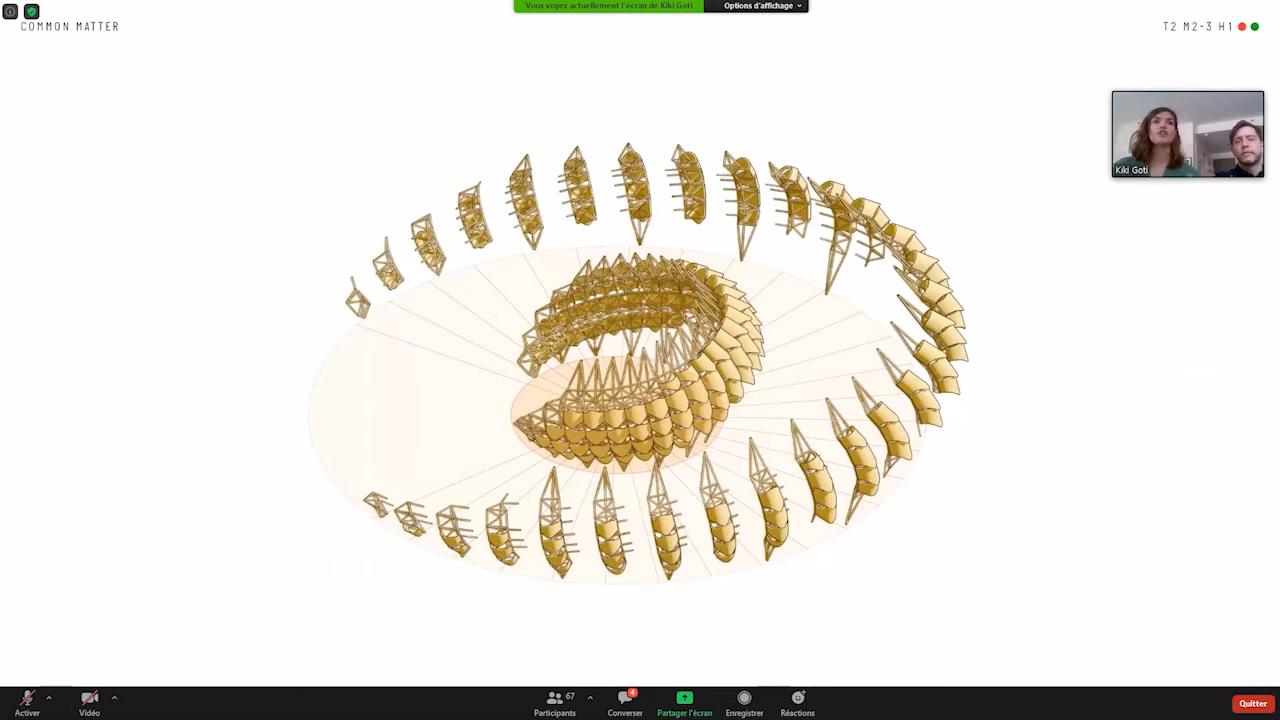 Vous voyez actuellement l'écran de Kiki Goti
Options d'affichage
COMMON MATTER
T2 M2-3 H1
Kiki Goti
Activer
Vidéo
67
Participants
4
Converser
Partager l'écran
Enregistrer
Réactions
Quitter